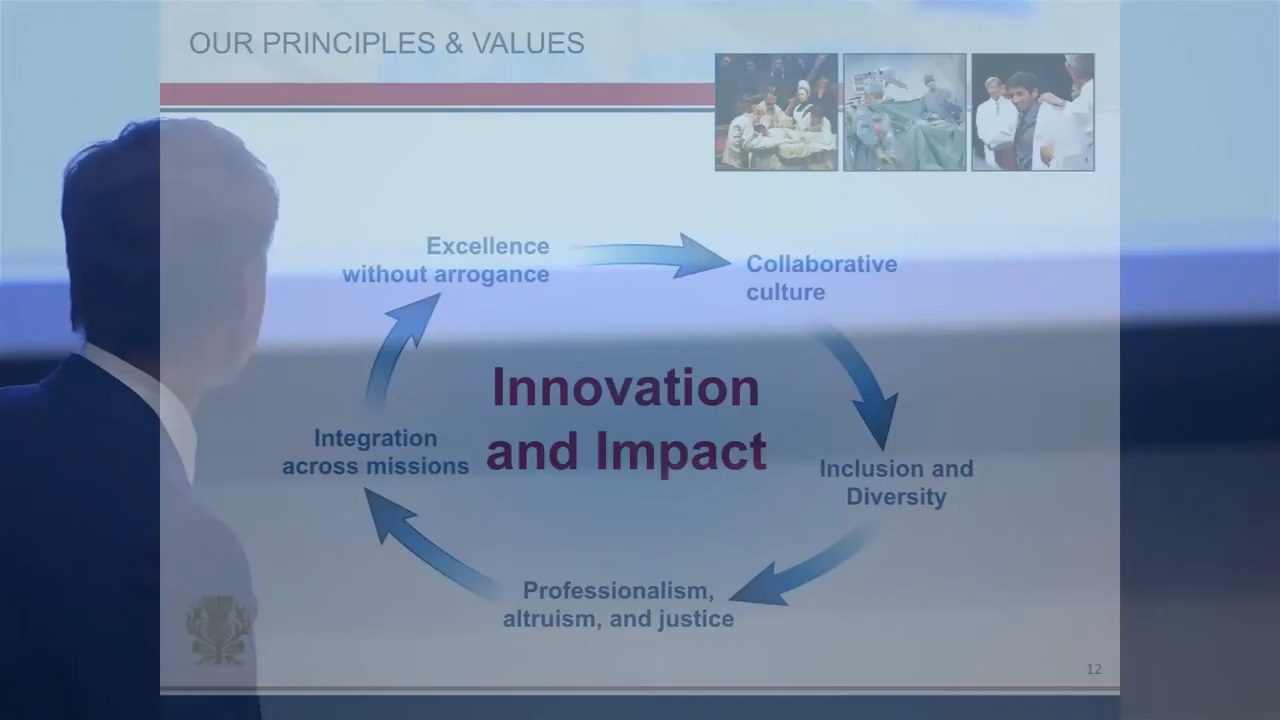 OUR PRINCIPLES & VALUES
Excellence
without arrogance
Collaborative
culture
Innovation
and Impact
Integration
across missions
Inclusion and
Diversity
Professionalism,
altruism, and justice
12